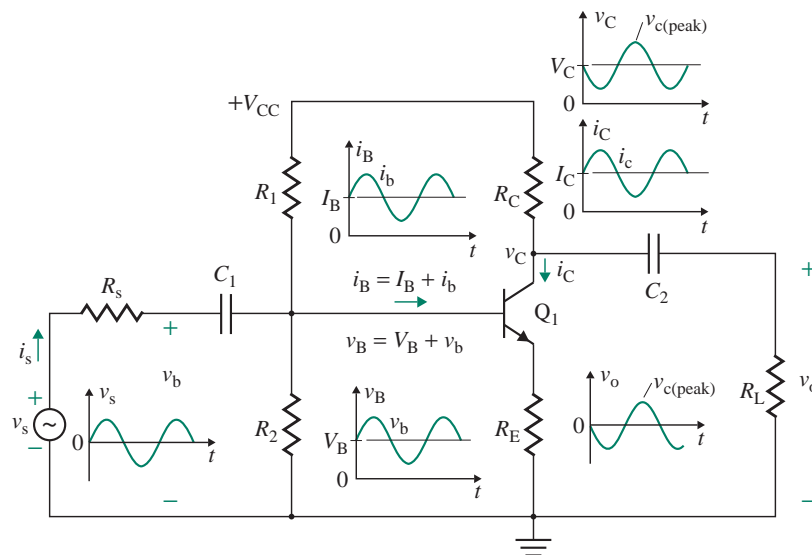 v_C
v_c(peak)
V_C
0
t
+V_CC
i_B
i_b
I_B
0
t
R_1
R_C
i_C
i_c
I_C
0
t
v_C
i_C
C_2
R_s
C_1
i_B = I_B + i_b
Q_1
v_B = V_B + v_b
+
i_s
+
v_s
−
v_s
0
t
v_b
+
−
R_2
v_B
v_b
V_B
0
t
R_E
v_o
v_c(peak)
0
t
R_L
+
v_o
−